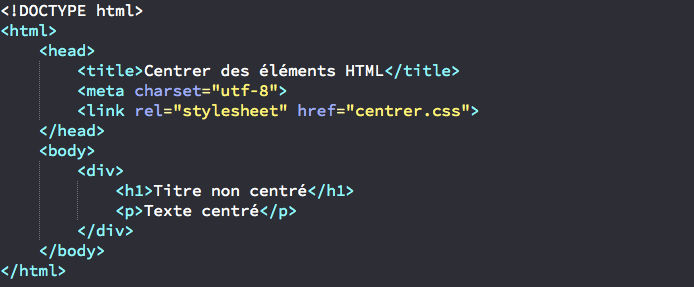 <!DOCTYPE html>
<html>
<head>
<title>Centrer des éléments HTML</title>
<meta charset="utf-8">
<link rel="stylesheet" href="centrer.css">
</head>
<body>
<div>
<h1>Titre non centré</h1>
<p>Texte centré</p>
</div>
</body>
</html>